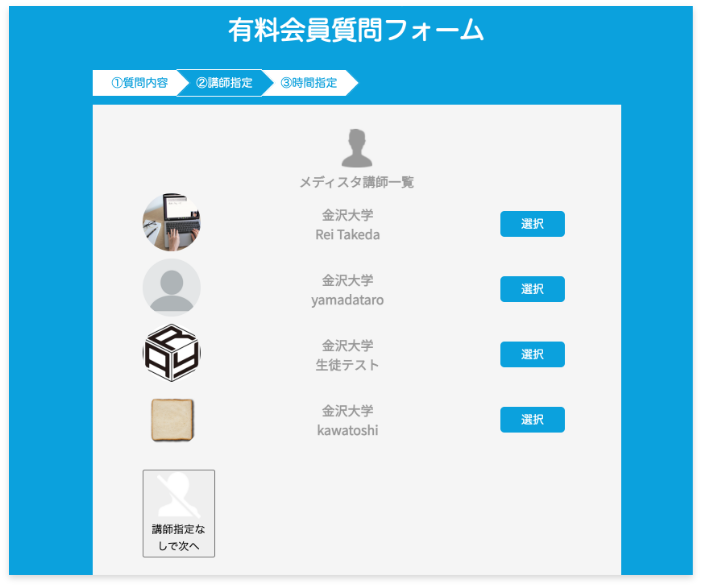 有料会員質問フォーム
①質問内容
②講師指定
③時間指定
メディスタ講師一覧
金沢大学
Rei Takeda
選択
金沢大学
yamadataro
選択
金沢大学
生徒テスト
選択
金沢大学
kawatoshi
選択
講師指定な
しで次へ